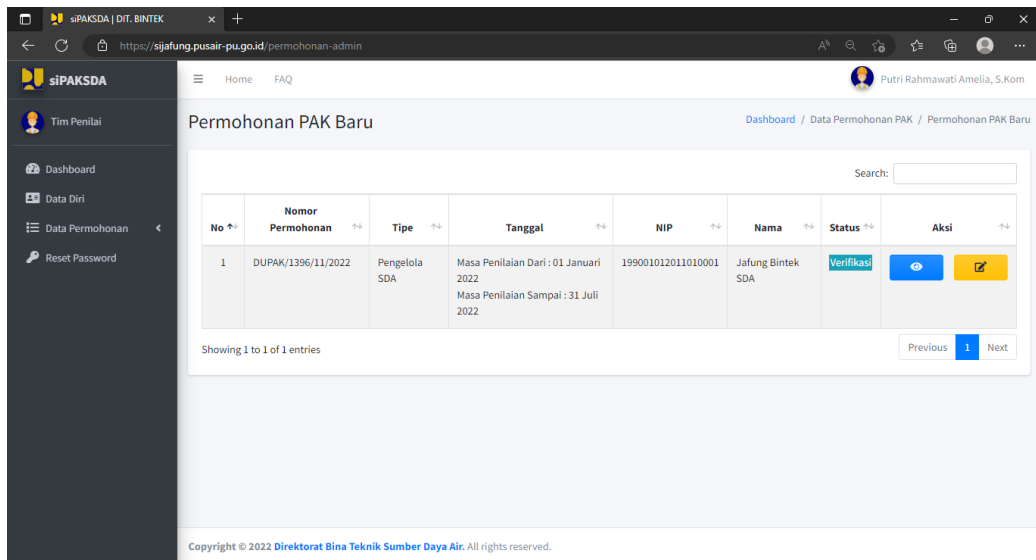 siPAKSDA | DIT. BINTEK
https://sijafung.pusair-pu.go.id/permohonan-admin
siPAKSDA
Home FAQ
Putri Rahmawati Amelia, S.Kom
Tim Penilai
Permohonan PAK Baru
Dashboard / Data Permohonan PAK / Permohonan PAK Baru
Dashboard
Data Diri
Data Permohonan
Reset Password
Search:
No Nomor Permohonan Tipe Tanggal NIP Nama Status Aksi
1 DUPAK/1396/11/2022 Pengelola SDA Masa Penilaian Dari : 01 Januari 2022 Masa Penilaian Sampai : 31 Juli 2022 199001012011010001 Jafung Bintek SDA Verifikasi
Showing 1 to 1 of 1 entries
Previous 1 Next
Copyright © 2022 Direktorat Bina Teknik Sumber Daya Air. All rights reserved.